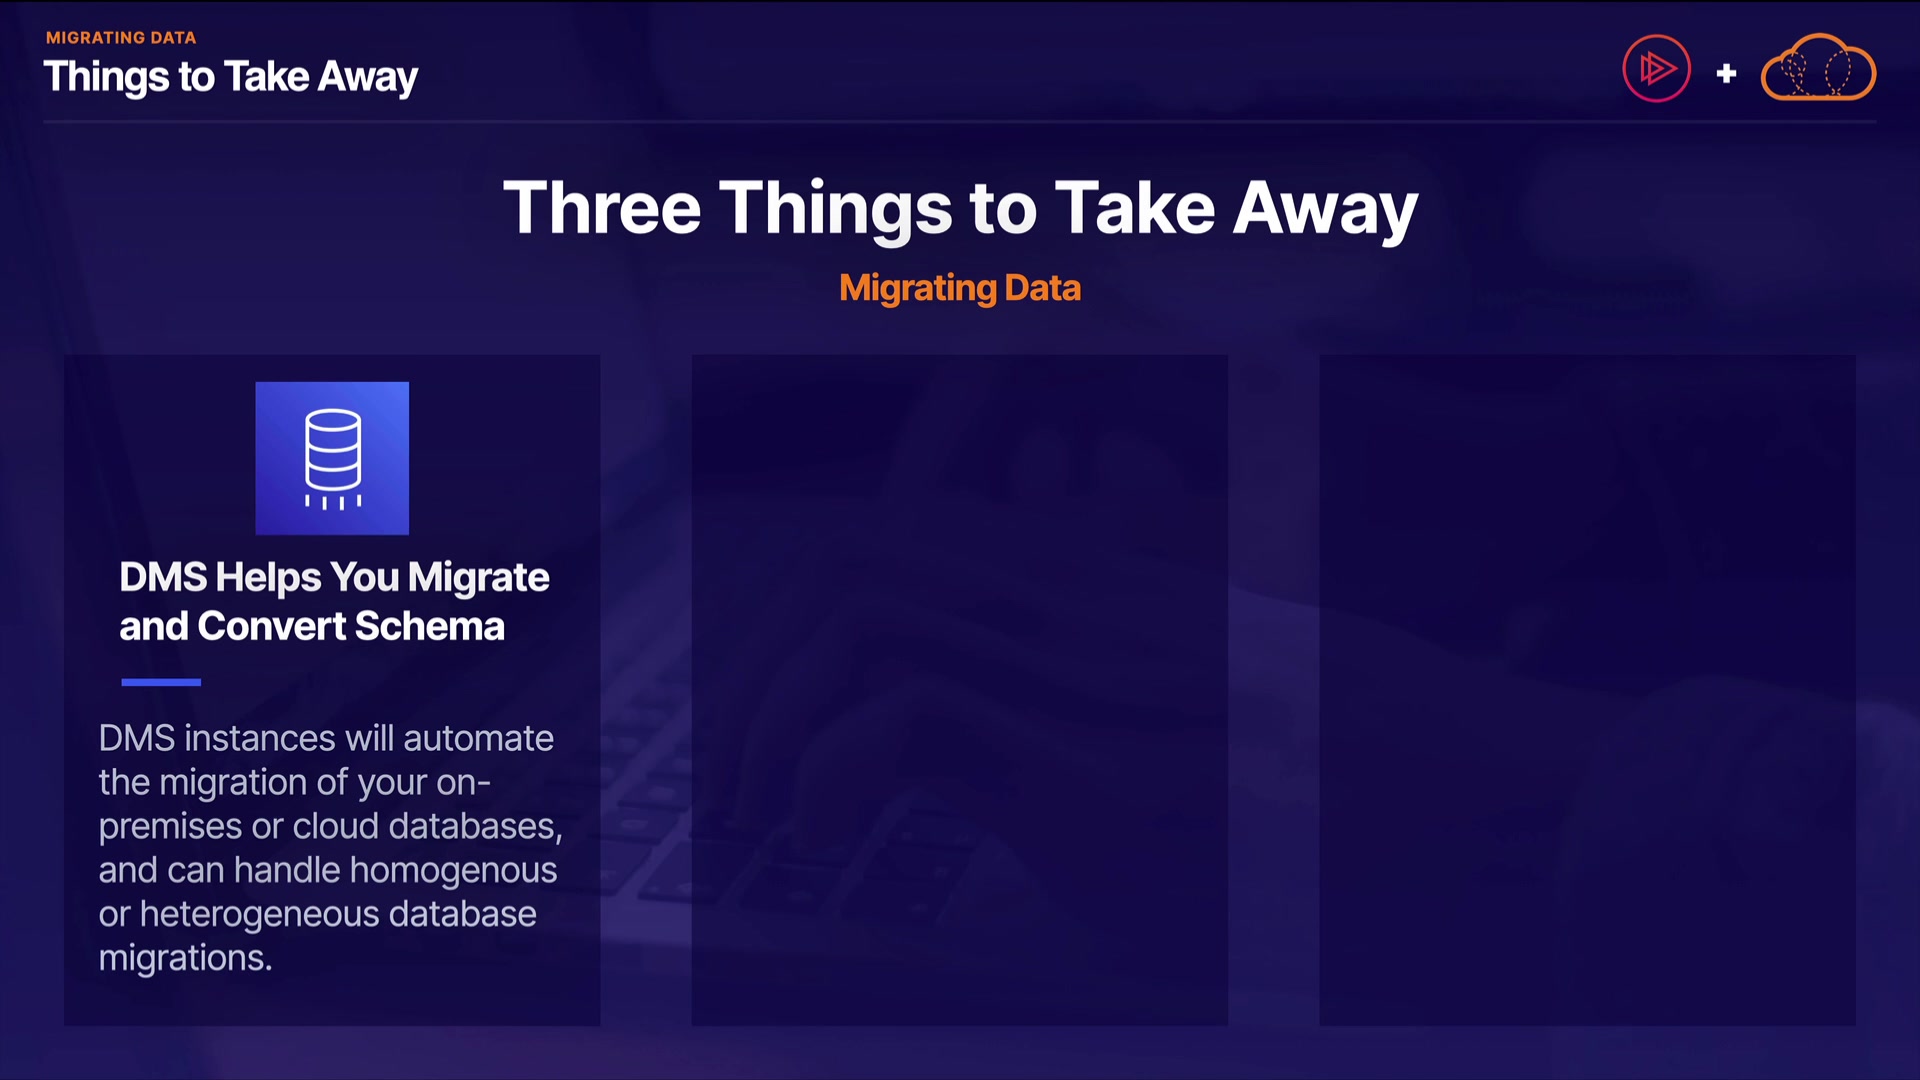 MIGRATING DATA
Things to Take Away
Three Things to Take Away
Migrating Data
DMS Helps You Migrate
and Convert Schema
DMS instances will automate
the migration of your on-
premises or cloud databases,
and can handle homogenous
or heterogeneous database
migrations.